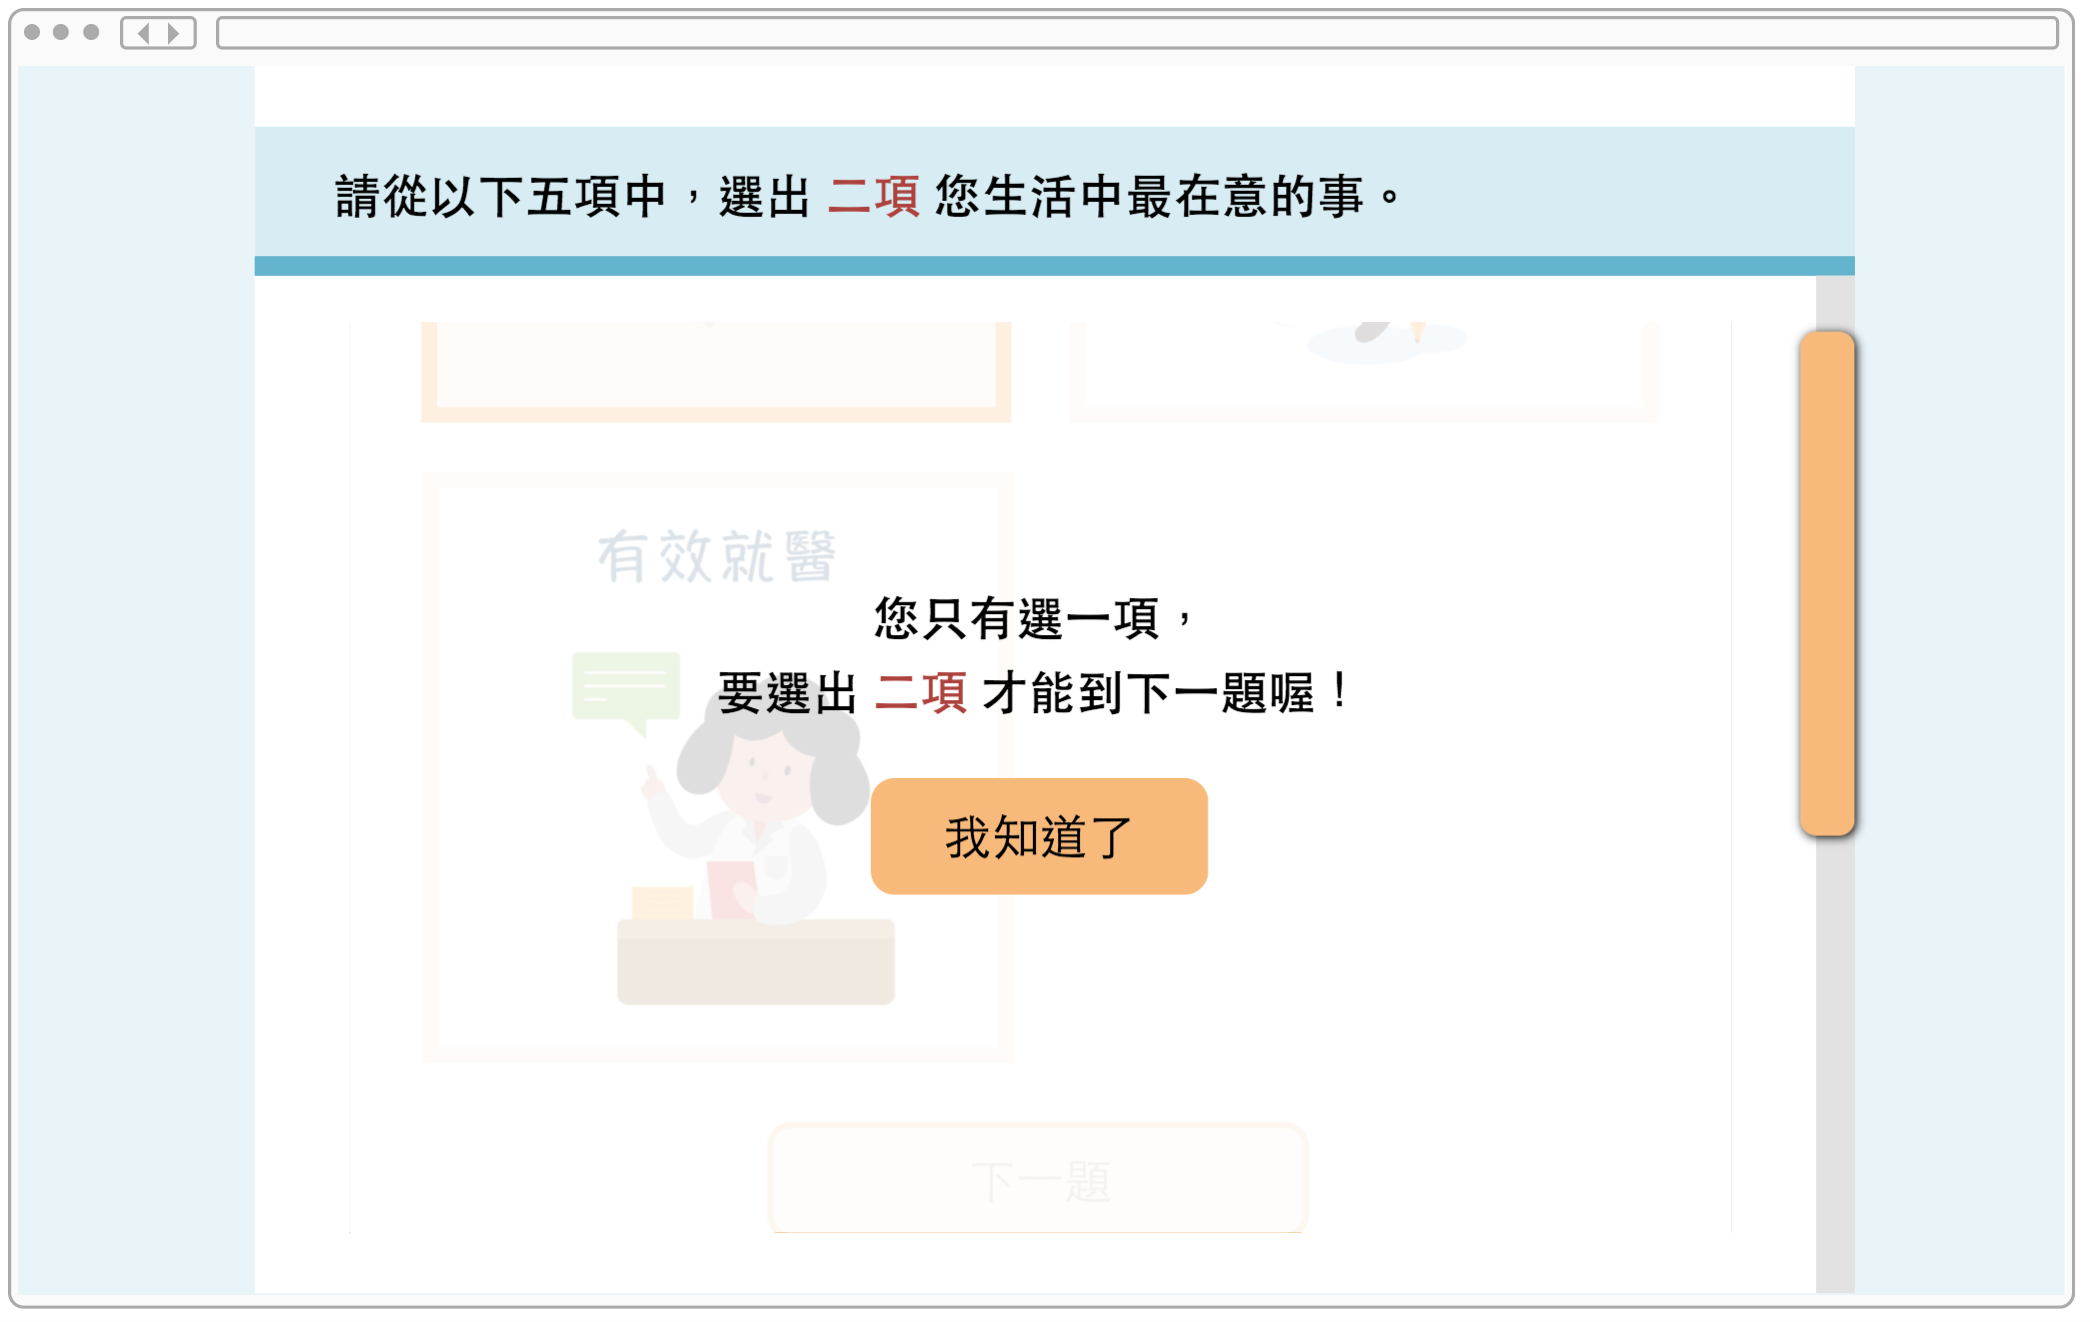 請從以下五項中，選出 二項 您生活中最在意的事。
有效就醫
您只有選一項，
要選出 二項 才能到下一題喔！
我知道了
下一題